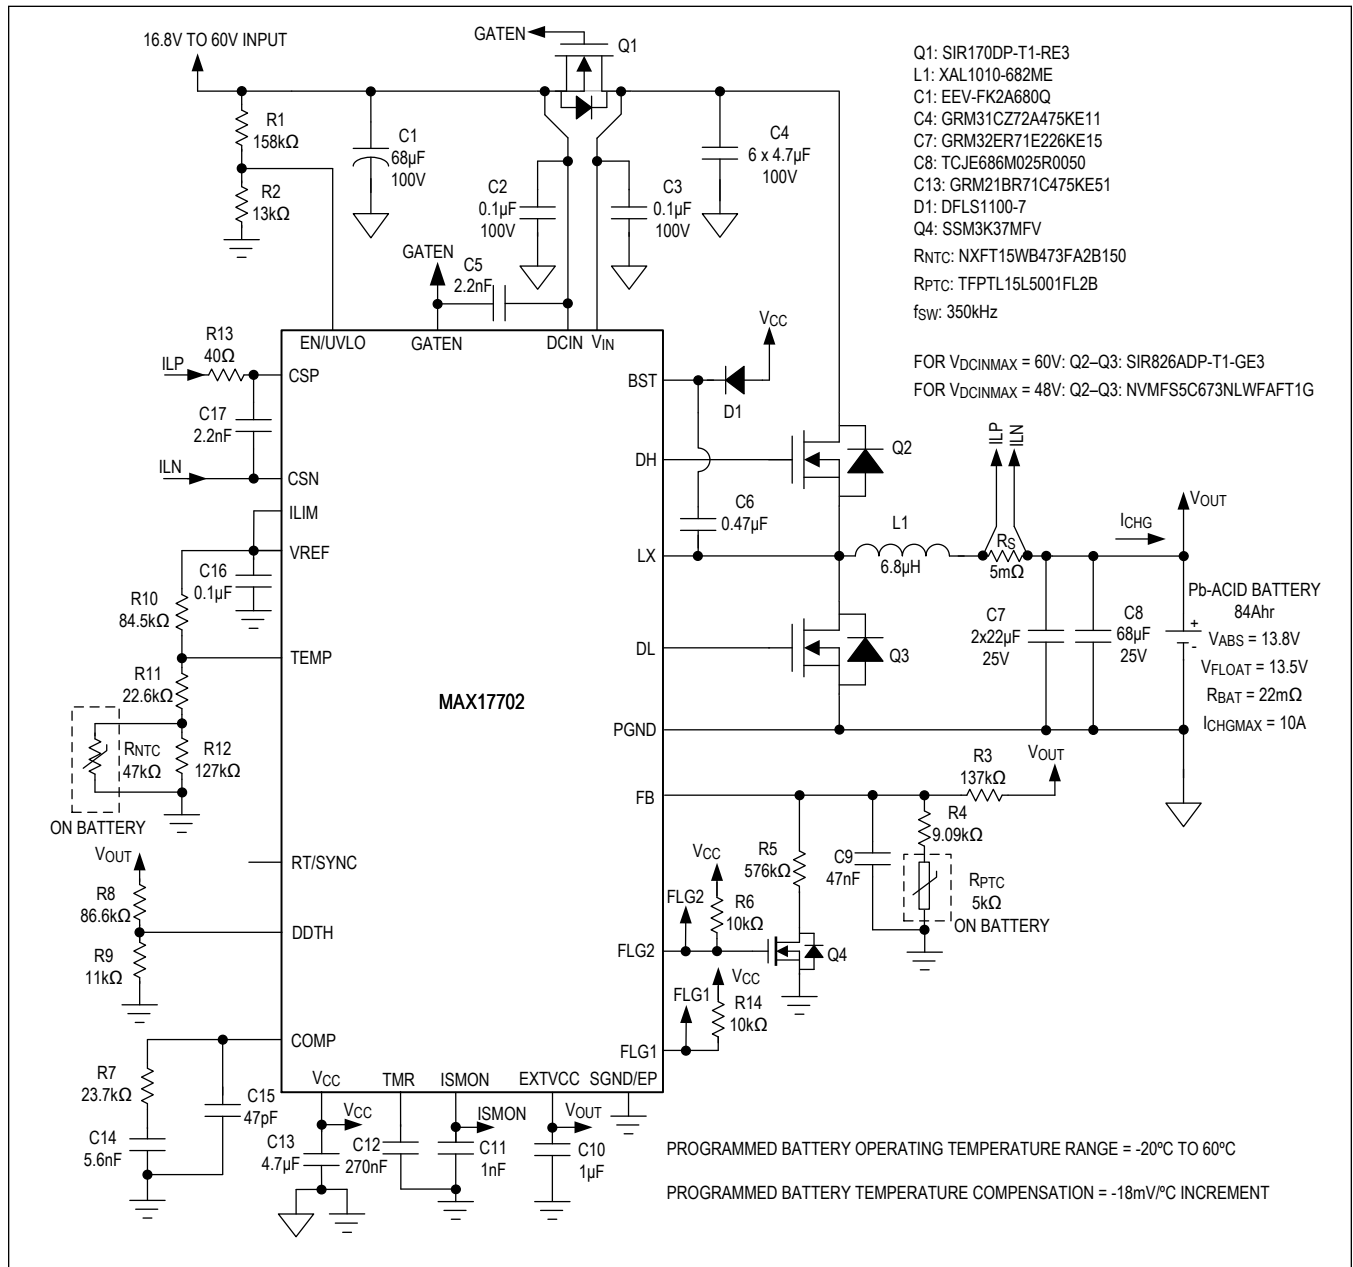 16.8V TO 60V INPUT
GATEN
Q1
Q1: SIR170DP-T1-RE3
L1: XAL1010-682ME
C1: EEV-FK2A680Q
C4: GRM31CZ72A475KE11
C7: GRM32ER71E226KE15
C8: TCJE686M025R0050
C13: GRM21BR71C475KE51
D1: DFLS1100-7
Q4: SSM3K37MFV
RNTC: NXFT15WB473FA2B150
RPTC: TFPTL15L5001FL2B
fSW: 350kHz
FOR VDCINMAX = 60V: Q2–Q3: SIR826ADP-T1-GE3
FOR VDCINMAX = 48V: Q2–Q3: NVMFS5C673NLWFAFT1G
R1
158kΩ
R2
13kΩ
C1
68µF
100V
C2
0.1µF
100V
C3
0.1µF
100V
C4
6 x 4.7µF
100V
GATEN
C5
2.2nF
EN/UVLO
GATEN
DCIN
VIN
R13
40Ω
ILP
CSP
C17
2.2nF
ILN
CSN
ILIM
VREF
C16
0.1µF
R10
84.5kΩ
TEMP
R11
22.6kΩ
RNTC
47kΩ
R12
127kΩ
ON BATTERY
VOUT
RT/SYNC
R8
86.6kΩ
DDTH
R9
11kΩ
COMP
R7
23.7kΩ
C15
47pF
C14
5.6nF
MAX17702
VCC
TMR
ISMON
EXTVCC
SGND/EP
VCC
C13
4.7µF
C12
270nF
ISMON
C11
1nF
VOUT
C10
1µF
BST
VCC
D1
DH
Q2
C6
0.47µF
LX
L1
6.8µH
ILP
ILN
RS
5mΩ
ICHG
VOUT
DL
Q3
C7
2x22µF
25V
C8
68µF
25V
Pb-ACID BATTERY
84Ahr
+
-
VABS = 13.8V
VFLOAT = 13.5V
RBAT = 22mΩ
ICHGMAX = 10A
PGND
R3
137kΩ
VOUT
FB
R4
9.09kΩ
R5
576kΩ
C9
47nF
RPTC
5kΩ
ON BATTERY
VCC
FLG2
R6
10kΩ
FLG2
Q4
VCC
FLG1
R14
10kΩ
FLG1
PROGRAMMED BATTERY OPERATING TEMPERATURE RANGE = -20ºC TO 60ºC
PROGRAMMED BATTERY TEMPERATURE COMPENSATION = -18mV/ºC INCREMENT